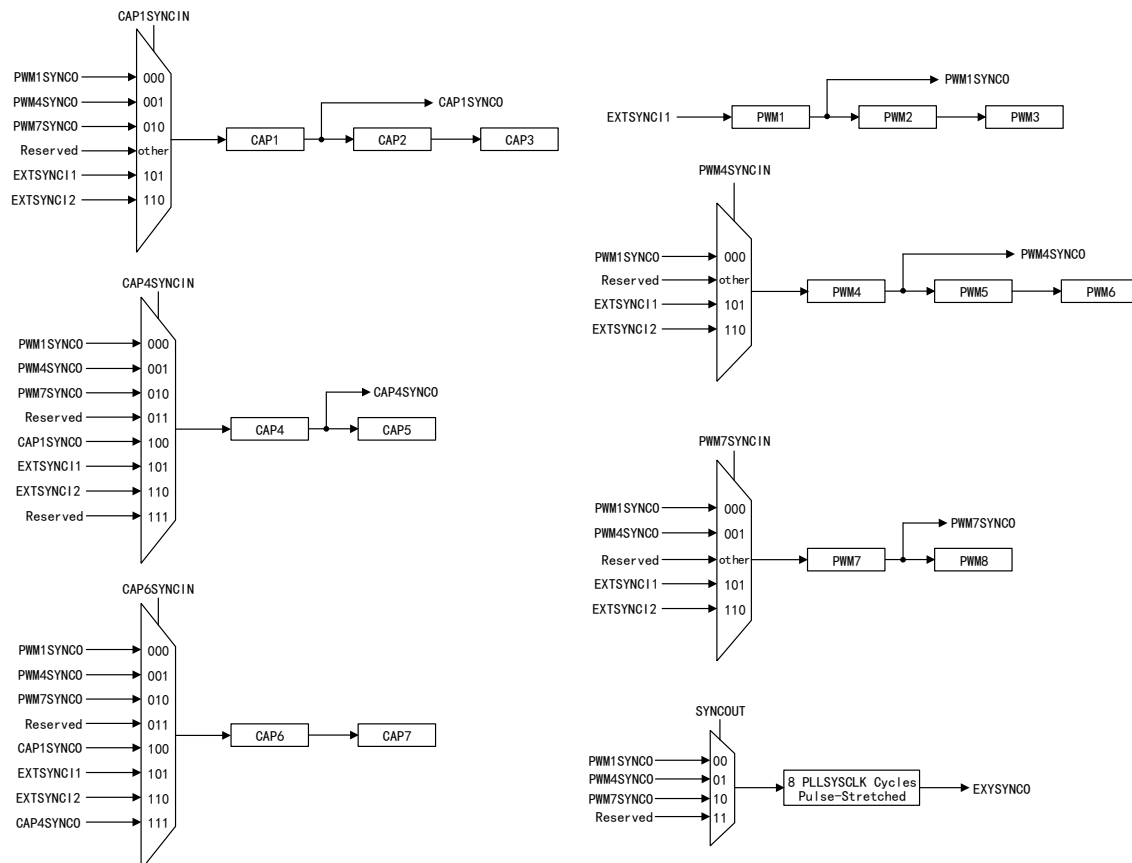 CAP1SYNCIN
PWM1SYNCO 000
PWM4SYNCO 001
PWM7SYNCO 010
Reserved other
EXTSYNCI1 101
EXTSYNCI2 110
CAP1
CAP1SYNCO
CAP2
CAP3
CAP4SYNCIN
PWM1SYNCO 000
PWM4SYNCO 001
PWM7SYNCO 010
Reserved 011
CAP1SYNCO 100
EXTSYNCI1 101
EXTSYNCI2 110
Reserved 111
CAP4
CAP4SYNCO
CAP5
CAP6SYNCIN
PWM1SYNCO 000
PWM4SYNCO 001
PWM7SYNCO 010
Reserved 011
CAP1SYNCO 100
EXTSYNCI1 101
EXTSYNCI2 110
CAP4SYNCO 111
CAP6
CAP7
EXTSYNCI1
PWM1
PWM1SYNCO
PWM2
PWM3
PWM4SYNCIN
PWM1SYNCO 000
Reserved other
EXTSYNCI1 101
EXTSYNCI2 110
PWM4
PWM4SYNCO
PWM5
PWM6
PWM7SYNCIN
PWM1SYNCO 000
PWM4SYNCO 001
Reserved other
EXTSYNCI1 101
EXTSYNCI2 110
PWM7
PWM7SYNCO
PWM8
SYNCOUT
PWM1SYNCO 00
PWM4SYNCO 01
PWM7SYNCO 10
Reserved 11
8 PLLSYSCLK Cycles
Pulse-Stretched
EXYSYNCO